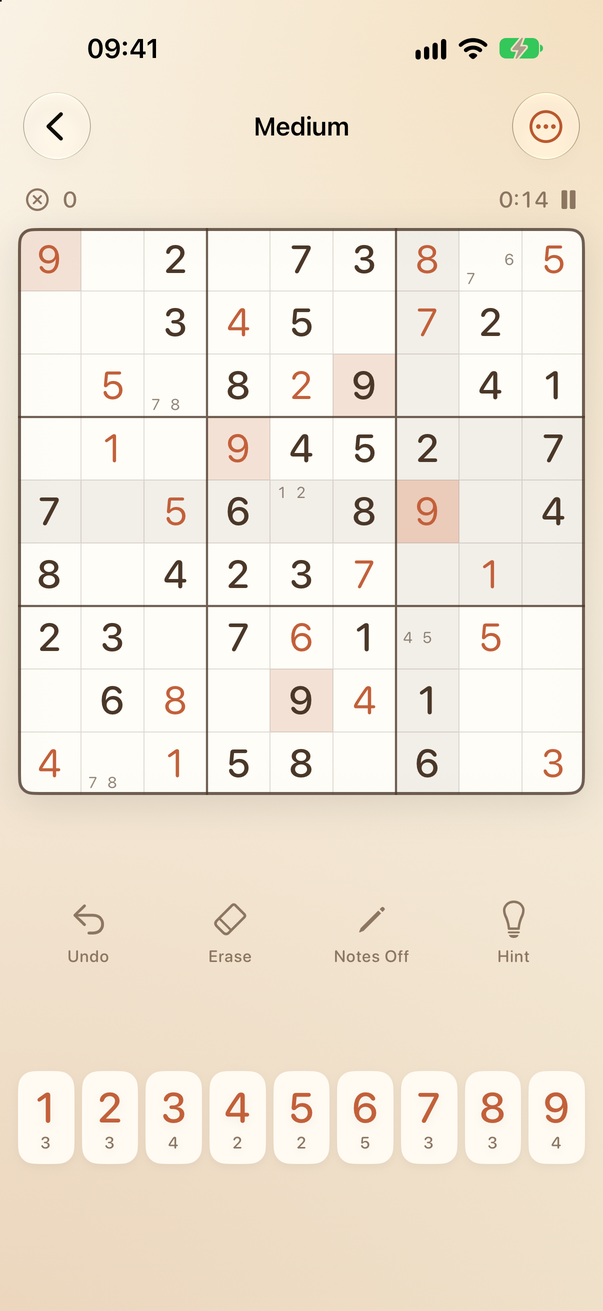 09:41
Medium
0
0:14
9 2 7 3 8 6 7 5
3 4 5 7 2
5 7 8 8 2 9 4 1
1 9 4 5 2 7
7 5 6 1 2 8 9 4
8 4 2 3 7 1
2 3 7 6 1 4 5 5
6 8 9 4 1
4 7 8 1 5 8 6 3
Undo Erase Notes Off Hint
1 2 3 4 5 6 7 8 9
3 3 4 2 2 5 3 3 4